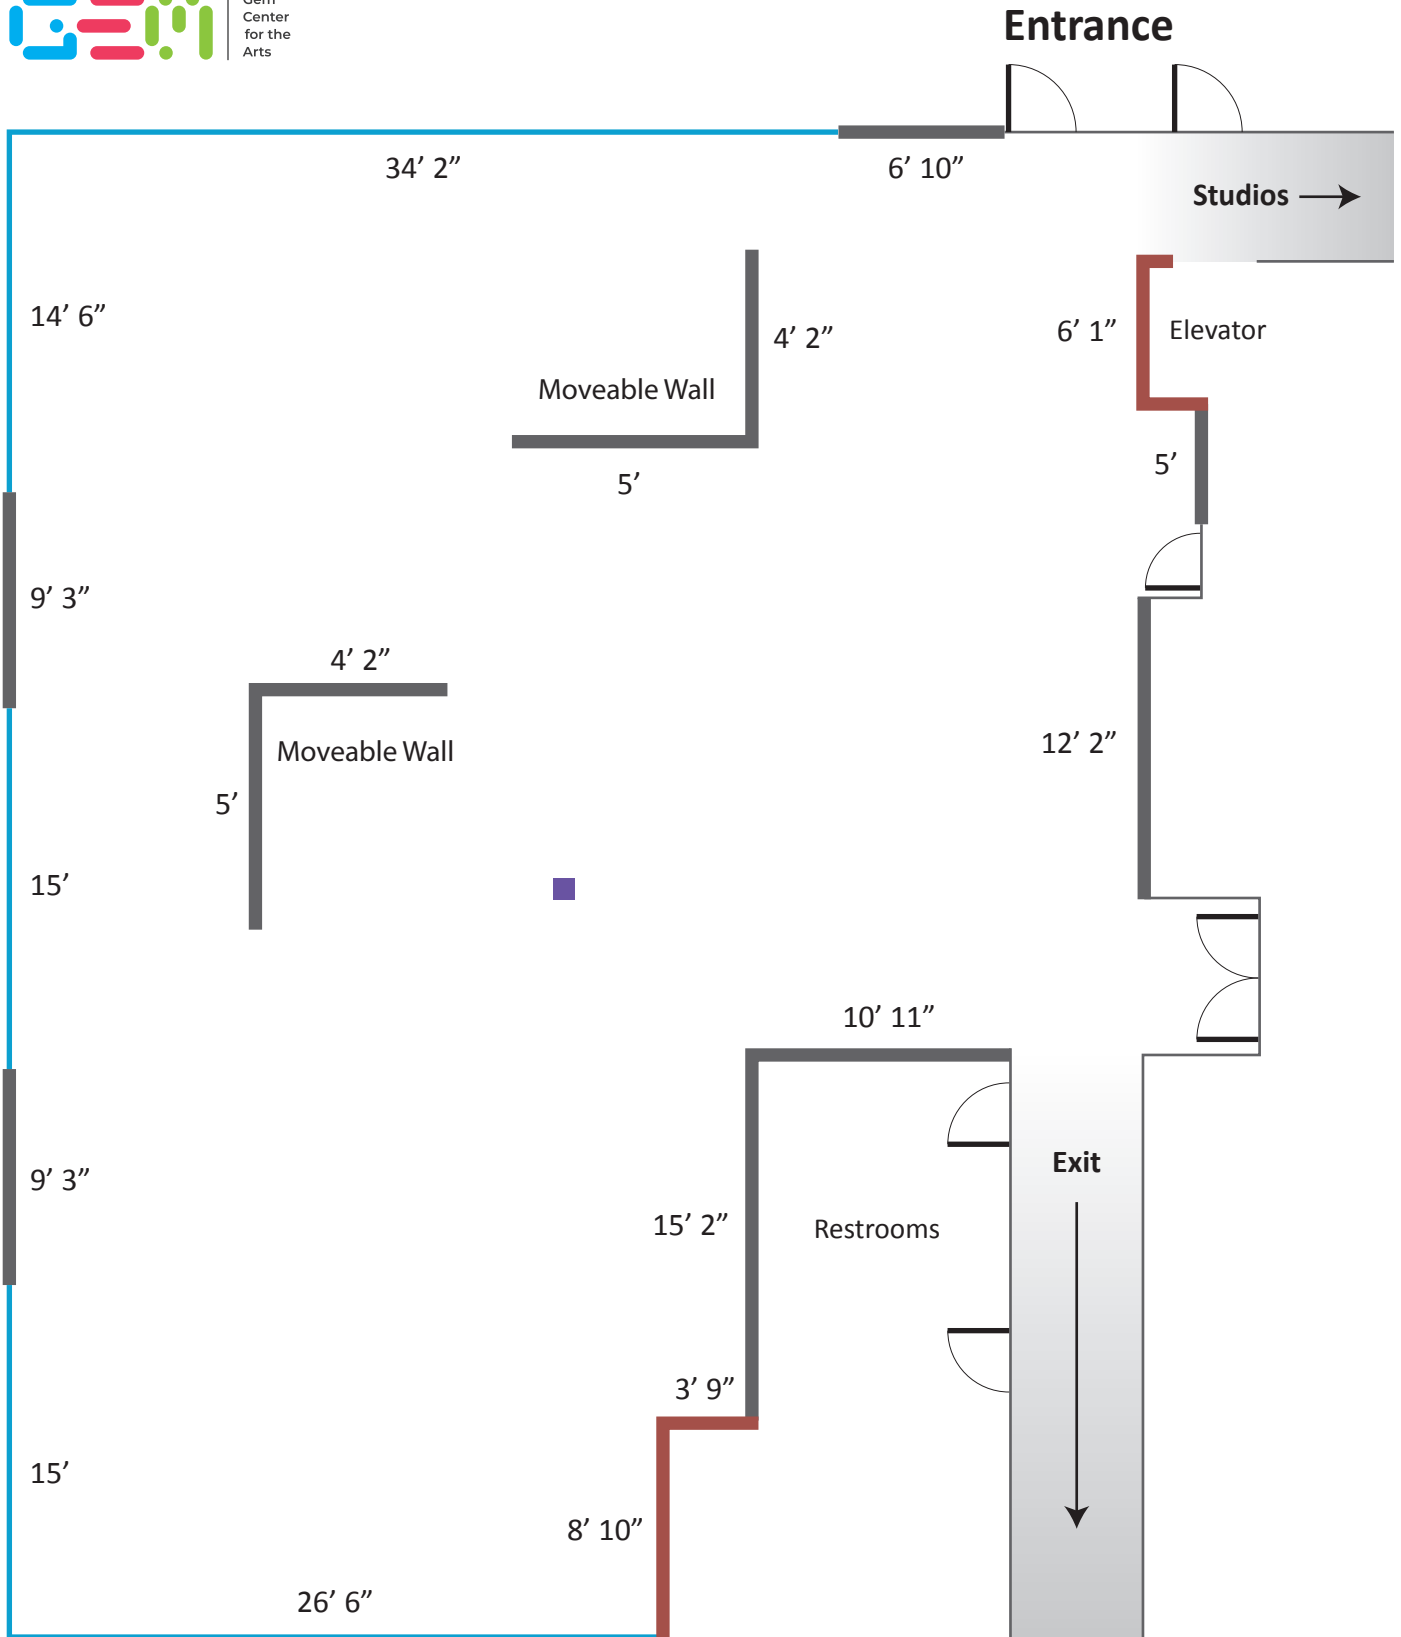 GEM
Gem
Center
for the
Arts
Entrance
34’ 2”
6’ 10”
Studios
14’ 6”
4’ 2”
6’ 1”
Elevator
Moveable Wall
5’
5’
9’ 3”
4’ 2”
Moveable Wall
12’ 2”
5’
15’
10’ 11”
Exit
9’ 3”
15’ 2”
Restrooms
3’ 9”
15’
8’ 10”
26’ 6”